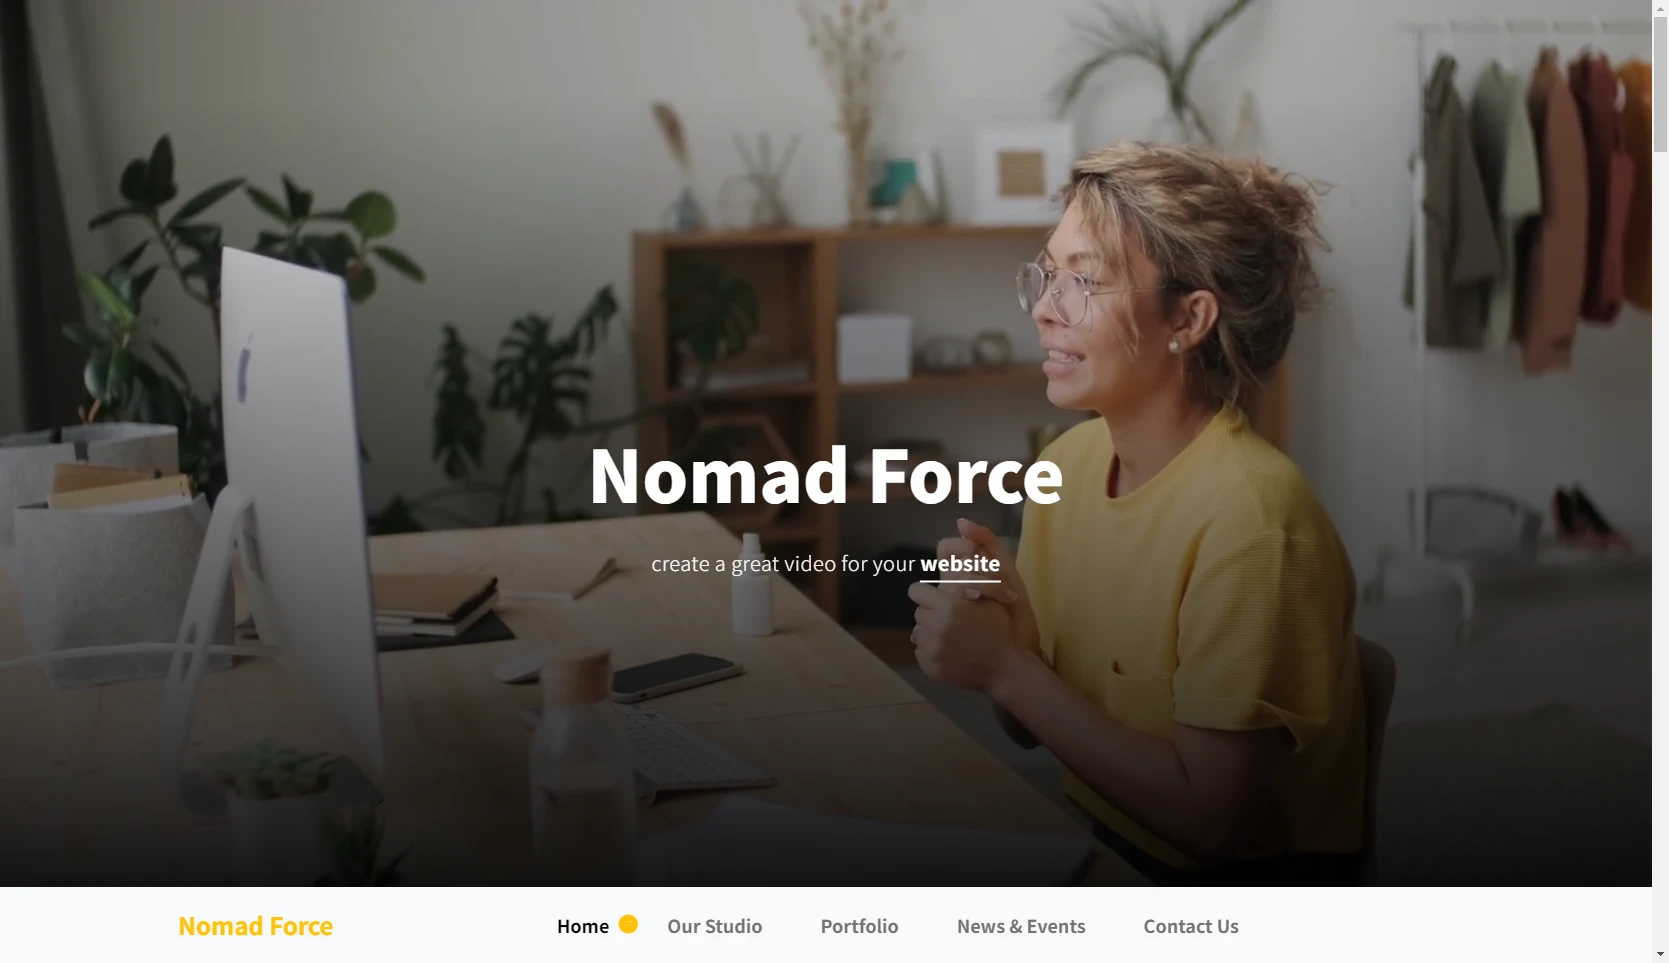 Nomad Force
create a great video for your website
Nomad Force
Home
Our Studio
Portfolio
News & Events
Contact Us